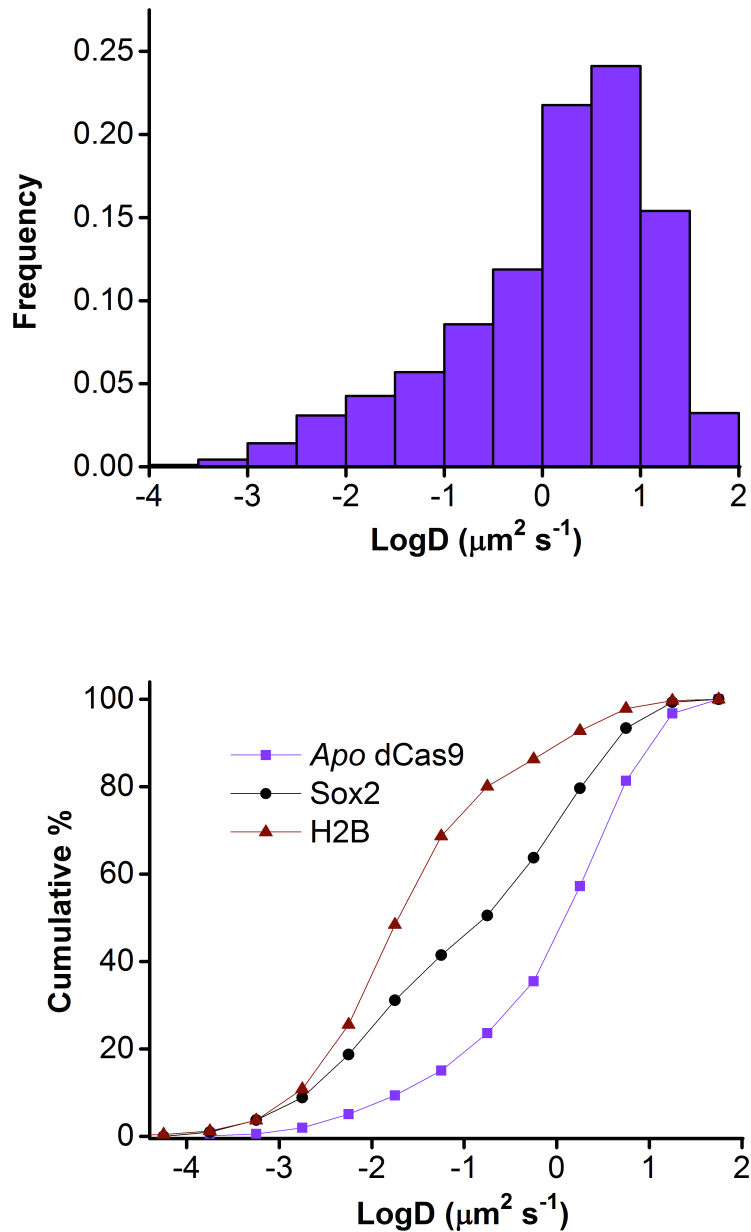 0.25
0.20
0.15
0.10
0.05
0.00
Frequency
-4 -3 -2 -1 0 1 2
LogD (μm² s⁻¹)
100
80
60
40
20
0
Cumulative %
Apo dCas9
Sox2
H2B
-4 -3 -2 -1 0 1 2
LogD (μm² s⁻¹)